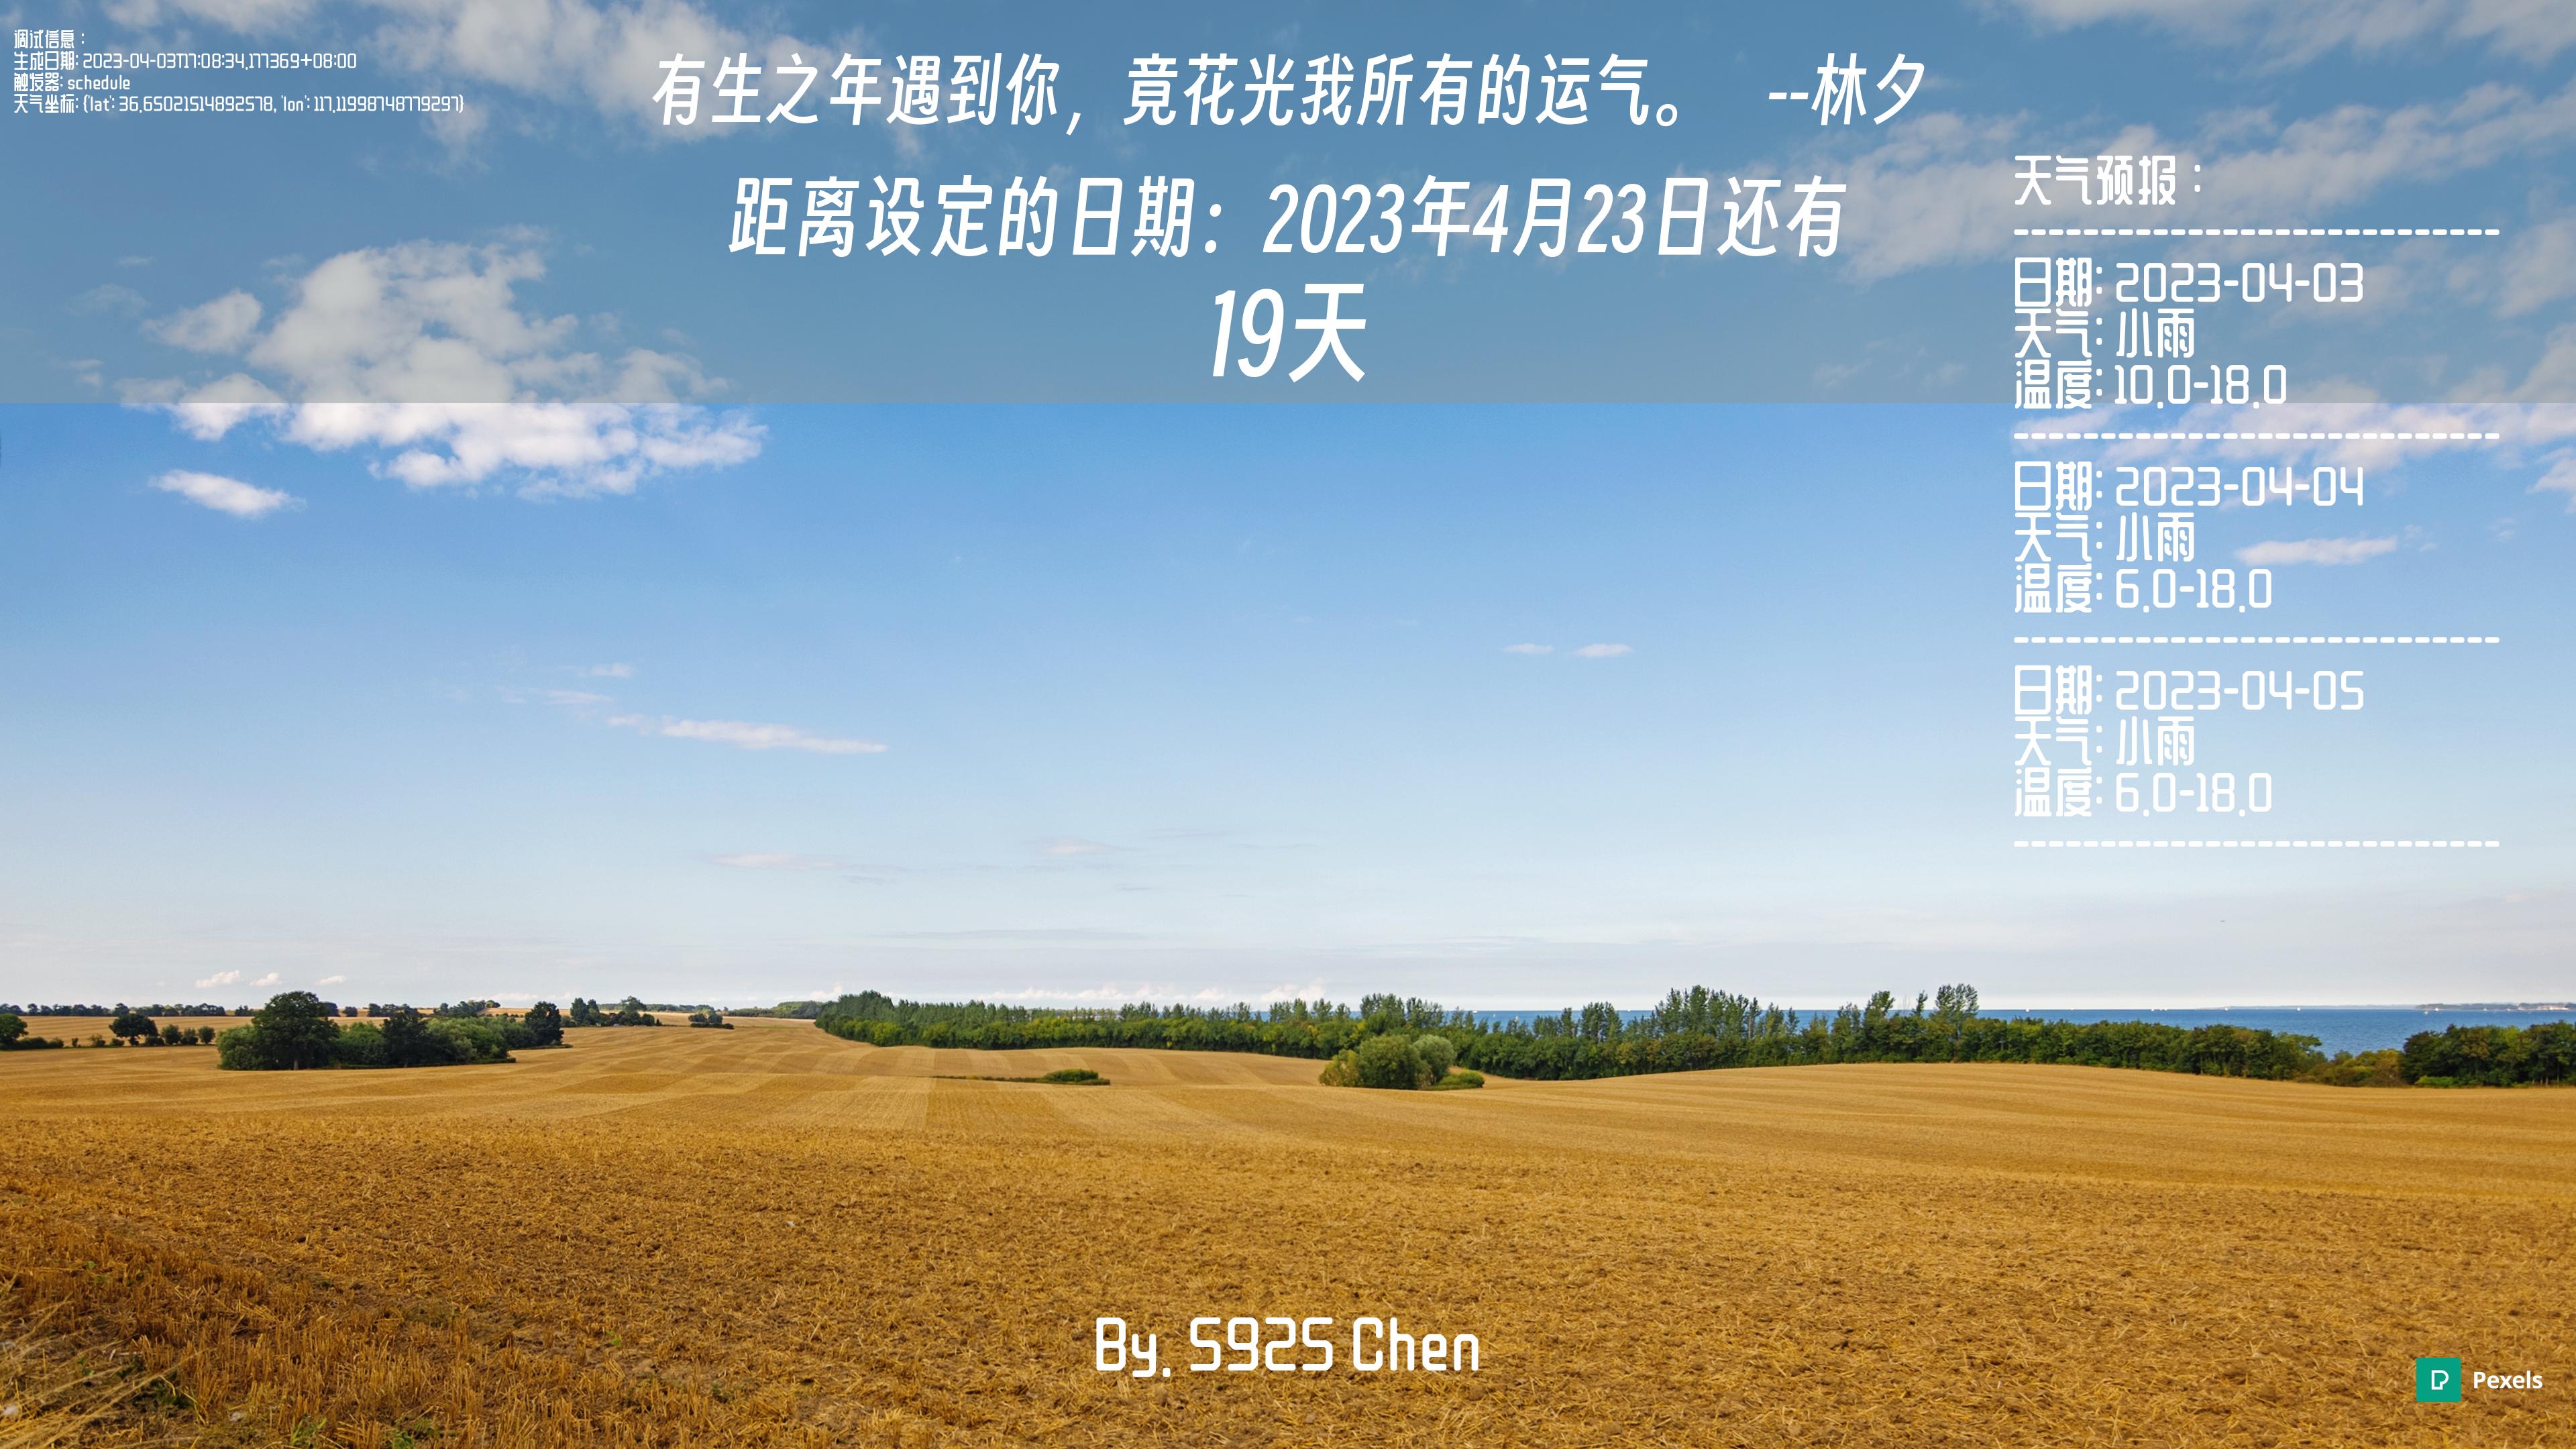 调试信息：
生成日期: 2023-04-03T17:08:34.177369+08:00
触发器: schedule
天气坐标: {'lat': 36.65021514892578, 'lon': 117.11998748779297}
有生之年遇到你，竟花光我所有的运气。 --林夕
距离设定的日期：2023年4月23日还有
19天
天气预报：
----------------------------
日期: 2023-04-03
天气: 小雨
温度: 10.0-18.0
----------------------------
日期: 2023-04-04
天气: 小雨
温度: 6.0-18.0
----------------------------
日期: 2023-04-05
天气: 小雨
温度: 6.0-18.0
----------------------------
By. S925 Chen
Pexels